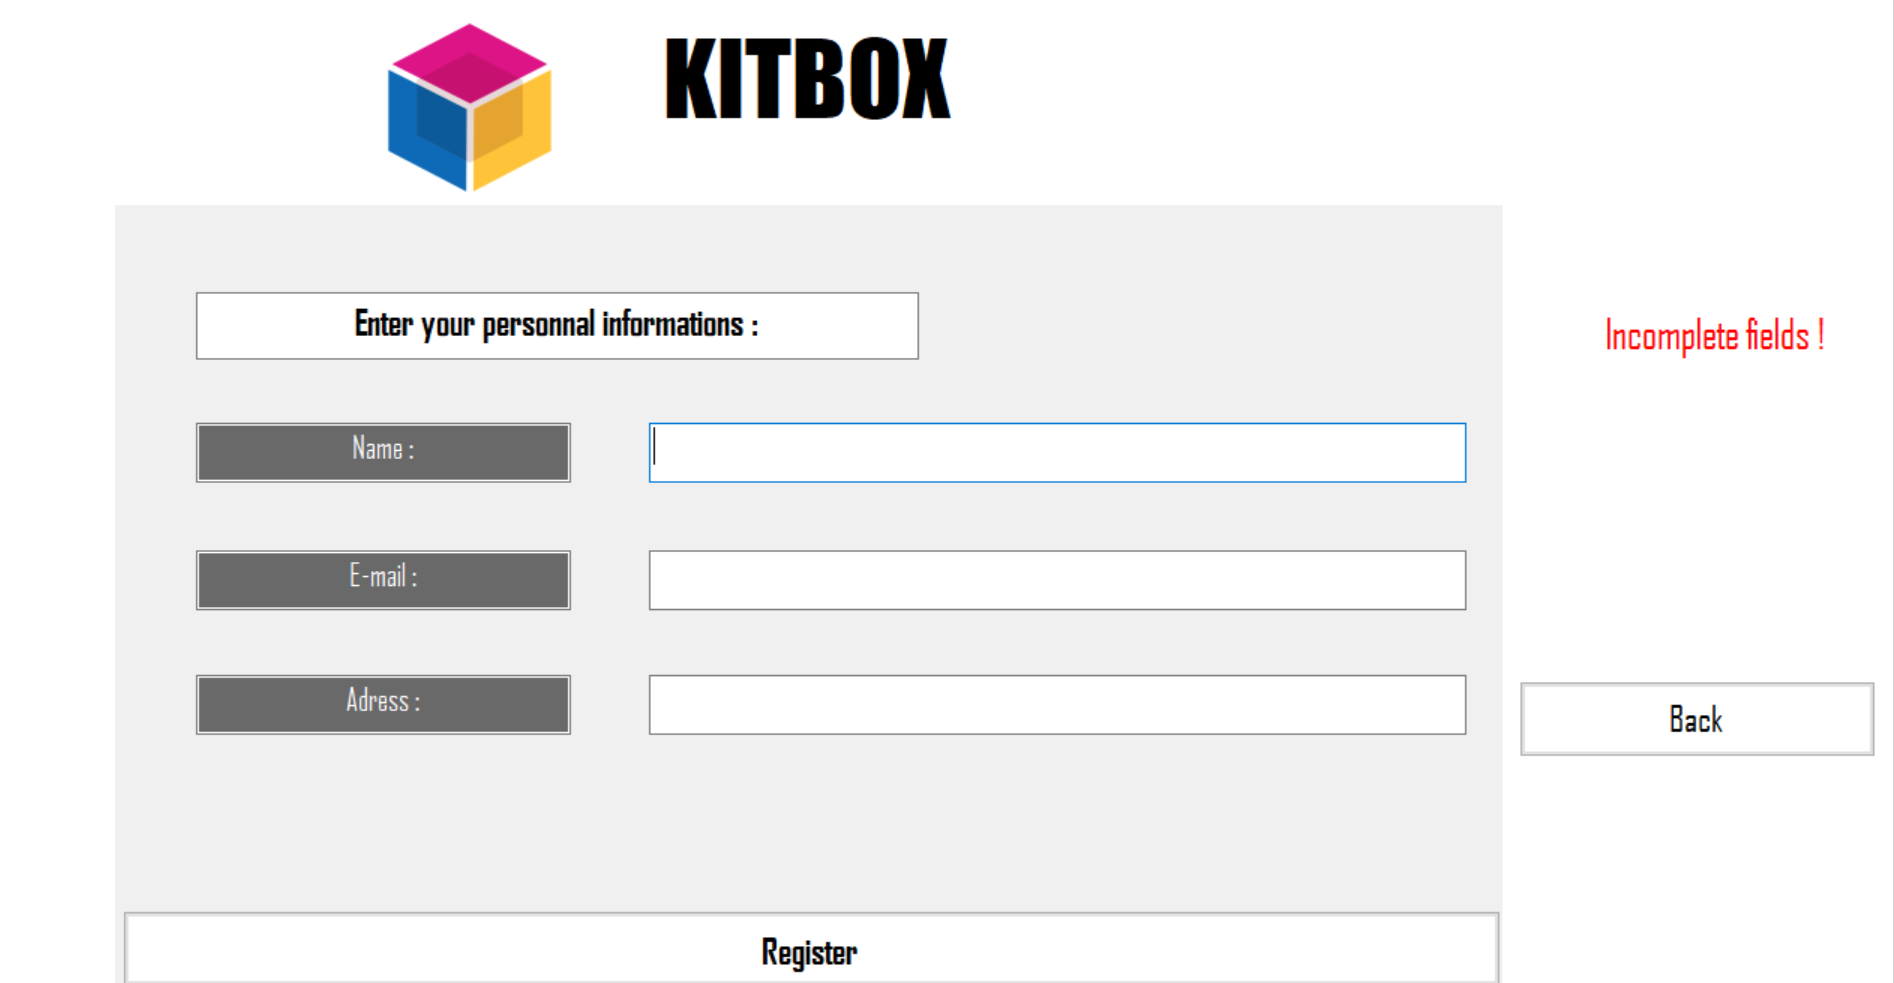 KITBOX
Enter your personnal informations :
Incomplete fields !
Name :
E-mail :
Adress :
Back
Register